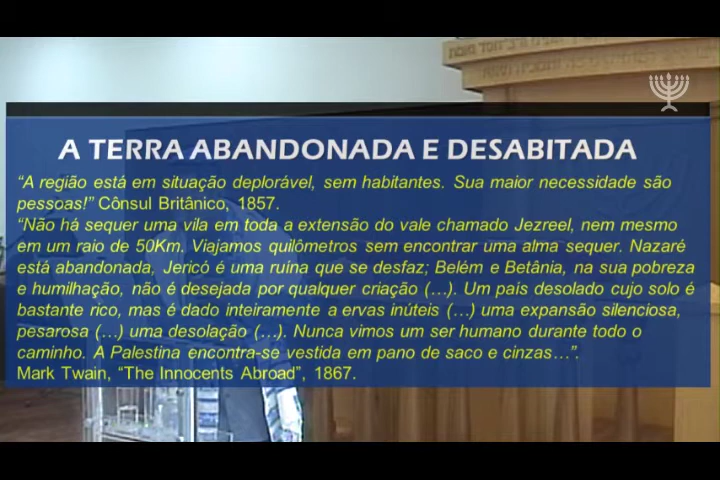 A TERRA ABANDONADA E DESABITADA
“A região está em situação deplorável, sem habitantes. Sua maior necessidade são
pessoas!” Cônsul Britânico, 1857.
“Não há sequer uma vila em toda a extensão do vale chamado Jezreel, nem mesmo
em um raio de 50Km. Viajamos quilômetros sem encontrar uma alma sequer. Nazaré
está abandonada, Jericó é uma ruína que se desfaz; Belém e Betânia, na sua pobreza
e humilhação, não é desejada por qualquer criação (…). Um país desolado cujo solo é
bastante rico, mas é dado inteiramente a ervas inúteis (…) uma expansão silenciosa,
pesarosa (…) uma desolação (…). Nunca vimos um ser humano durante todo o
caminho. A Palestina encontra-se vestida em pano de saco e cinzas…”.
Mark Twain, “The Innocents Abroad”, 1867.